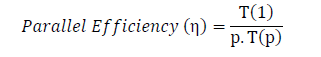 Parallel Efficiency (η) = T(1) / p.T(p)